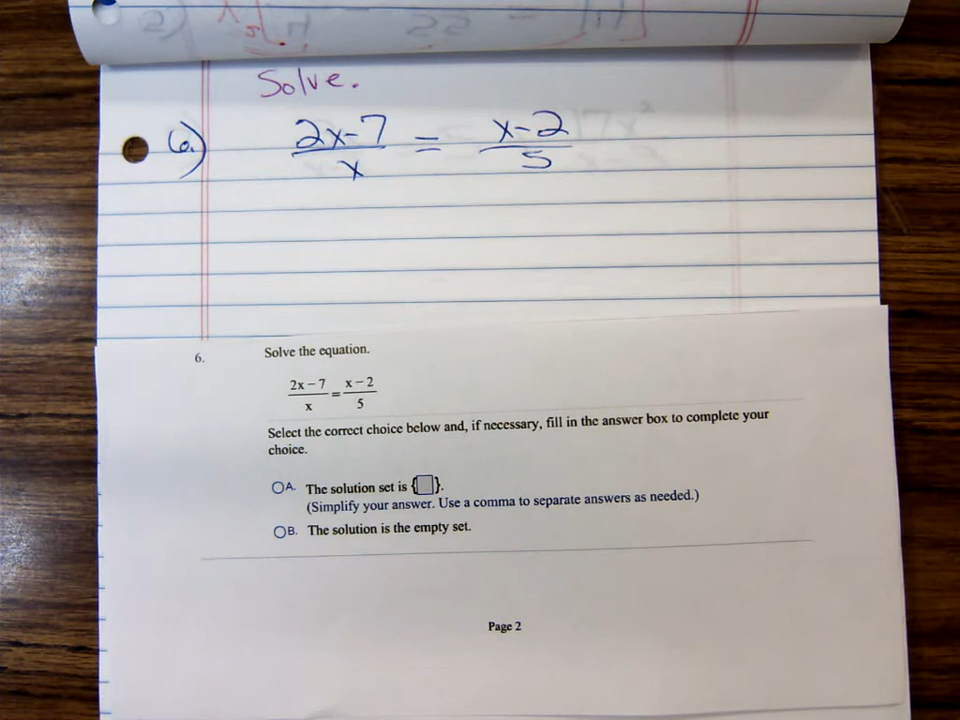 Solve.
6.) 2x-7 / x = x-2 / 5
6. Solve the equation.
2x-7 / x = x-2 / 5
Select the correct choice below and, if necessary, fill in the answer box to complete your
choice.
A. The solution set is { }.
(Simplify your answer. Use a comma to separate answers as needed.)
B. The solution is the empty set.
Page 2